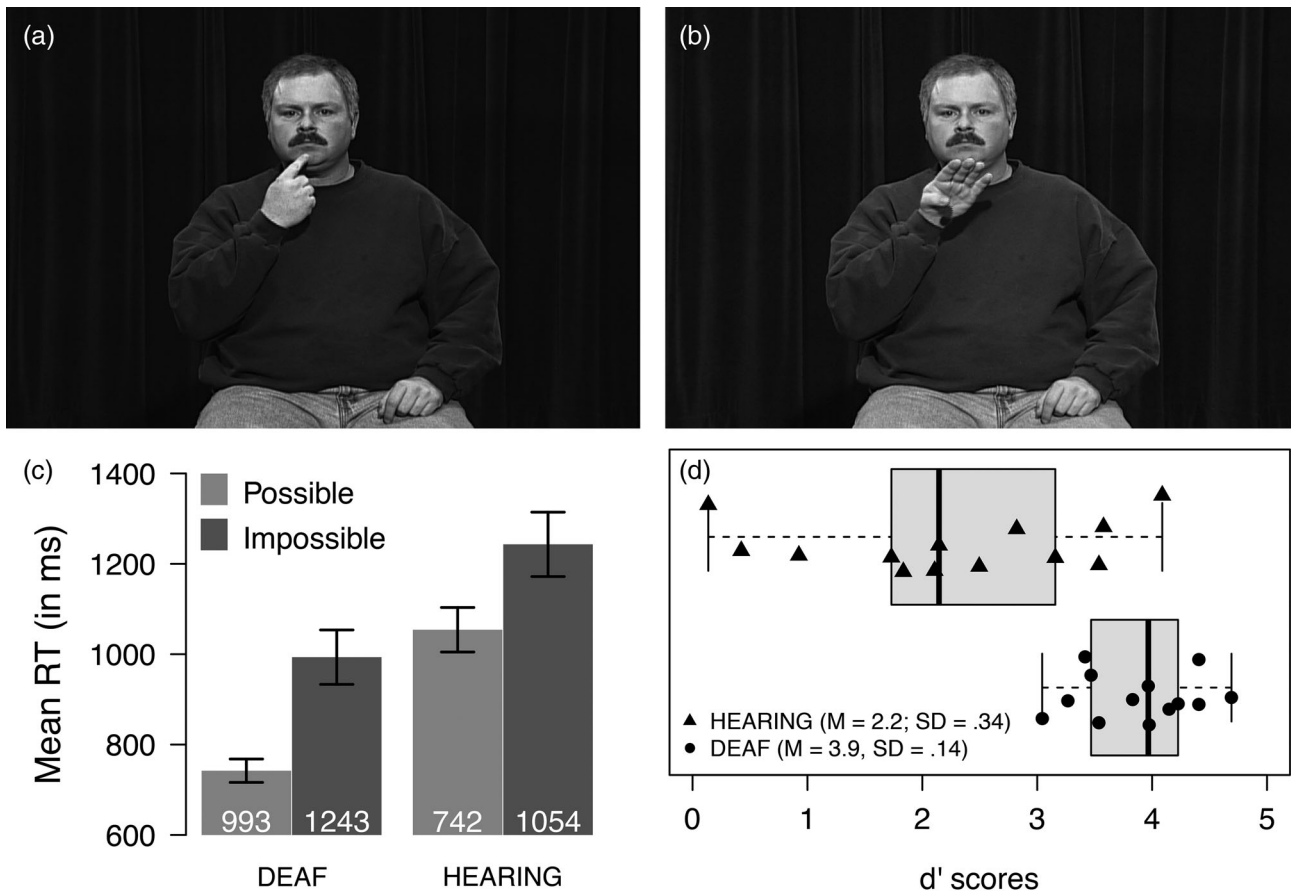 (a)
(b)
(c)
1400
1200
1000
800
600
Mean RT (in ms)
Possible
Impossible
993 1243 742 1054
DEAF HEARING
(d)
HEARING (M = 2.2; SD = .34)
DEAF (M = 3.9, SD = .14)
0 1 2 3 4 5
d' scores